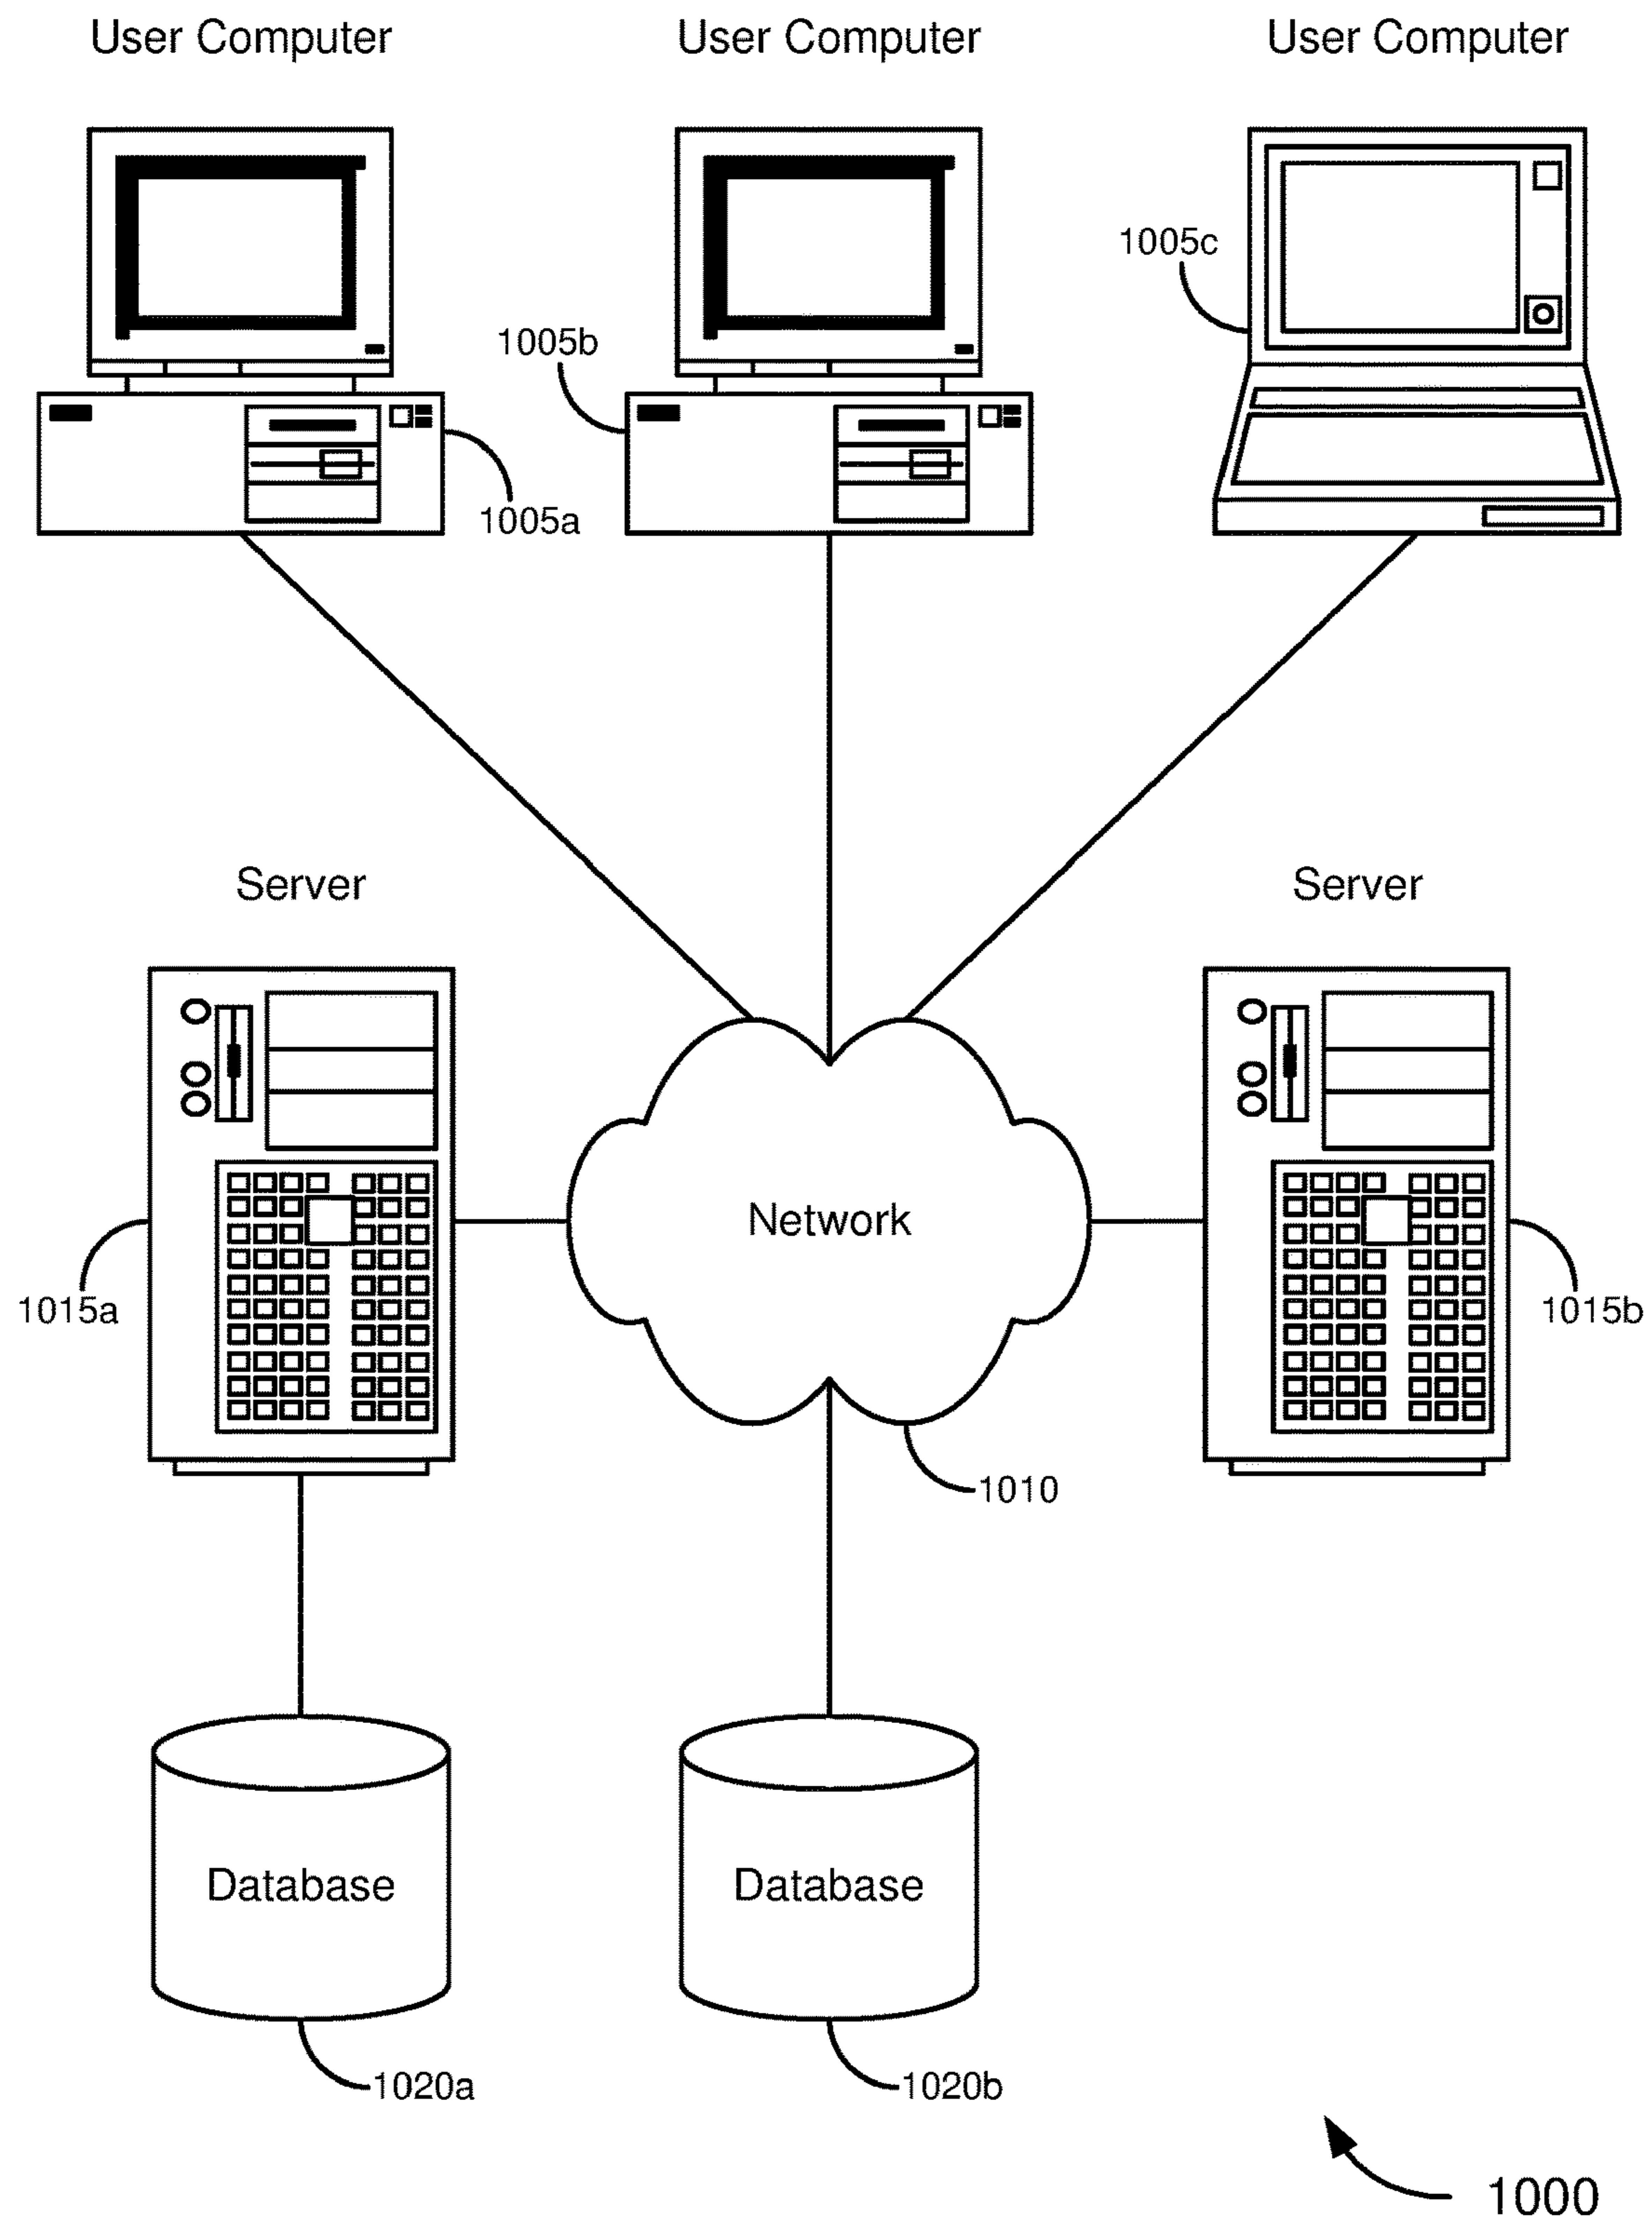 User Computer
User Computer
User Computer
1005c
1005b
1005a
Server
Server
Network
1015a
1015b
1010
Database
Database
1020a
1020b
1000